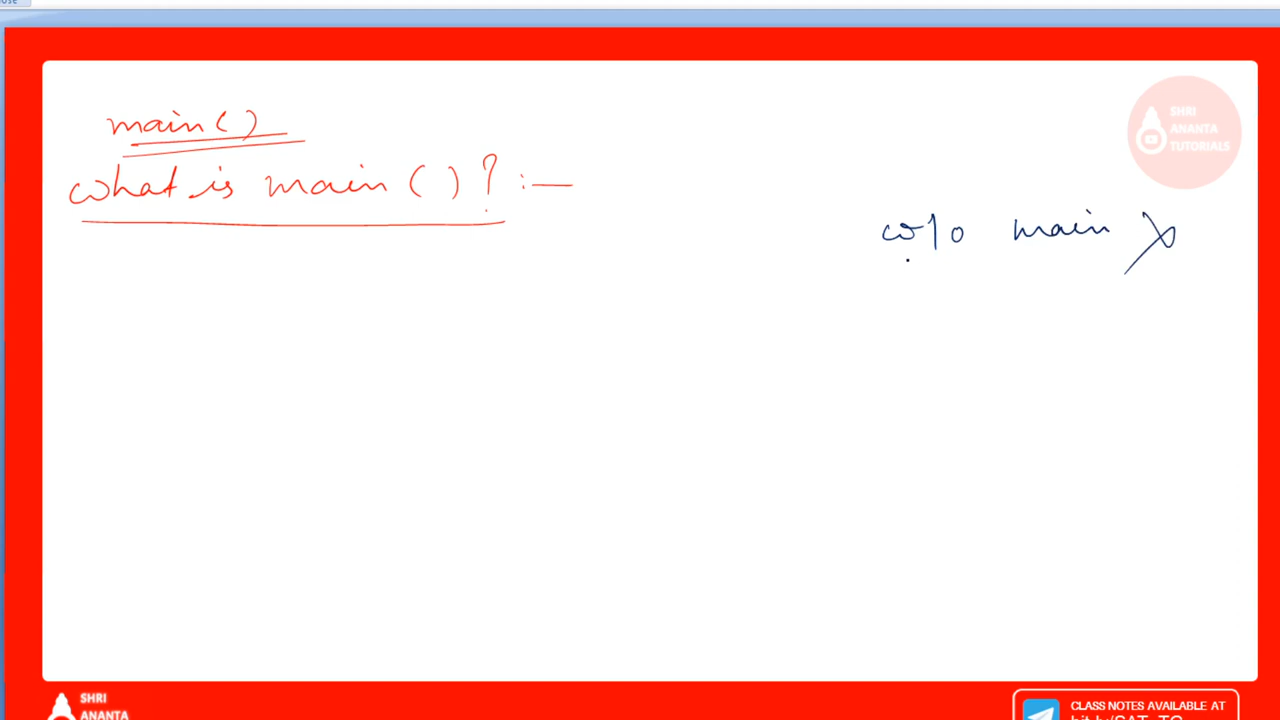 main()
SHRI
ANANTA
TUTORIALS
what is main()? :—
w/o main
SHRI
ANANTA
CLASS NOTES AVAILABLE AT